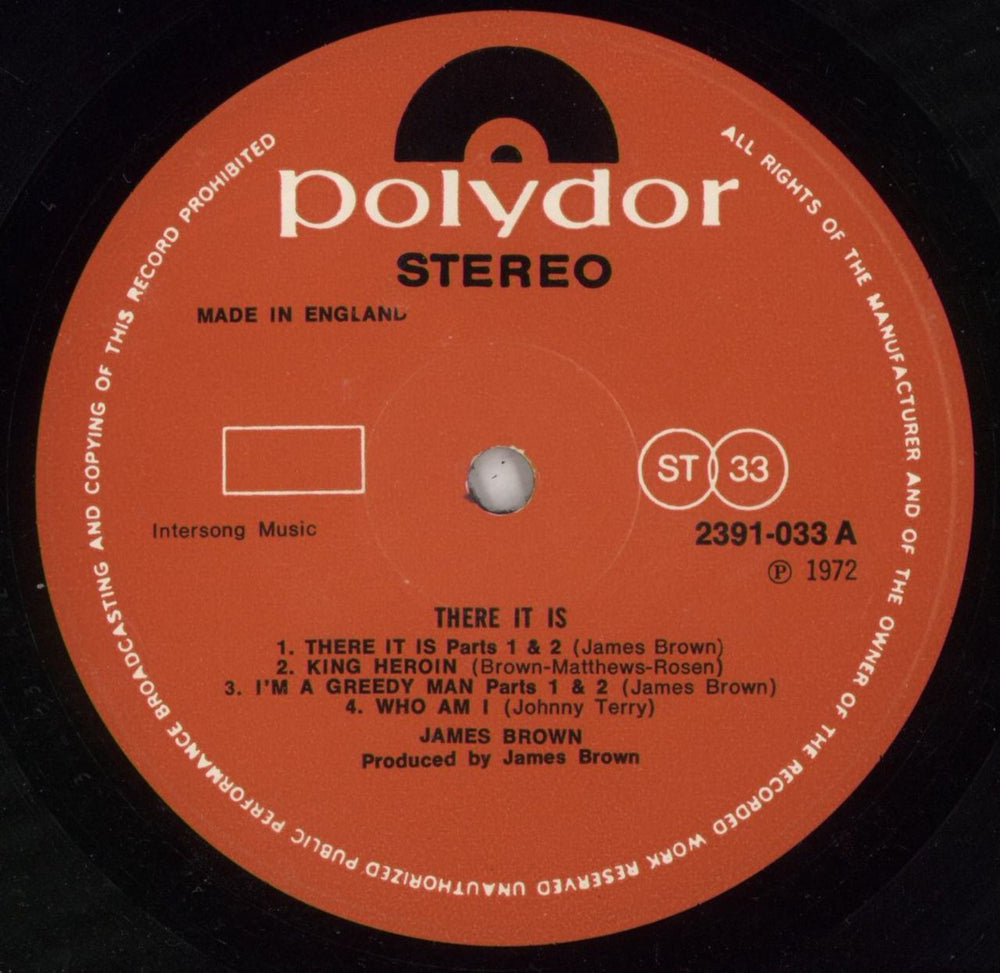 polydor
STEREO
MADE IN ENGLAND
ST 33
Intersong Music
2391-033 A
℗ 1972
THERE IT IS
1. THERE IT IS Parts 1 & 2 (James Brown)
2. KING HEROIN (Brown-Matthews-Rosen)
3. I'M A GREEDY MAN Parts 1 & 2 (James Brown)
4. WHO AM I (Johnny Terry)
JAMES BROWN
Produced by James Brown
ALL RIGHTS OF THE MANUFACTURER AND OF THE OWNER OF THE RECORDED WORK RESERVED UNAUTHORIZED PUBLIC PERFORMANCE BROADCASTING AND COPYING OF THIS RECORD PROHIBITED